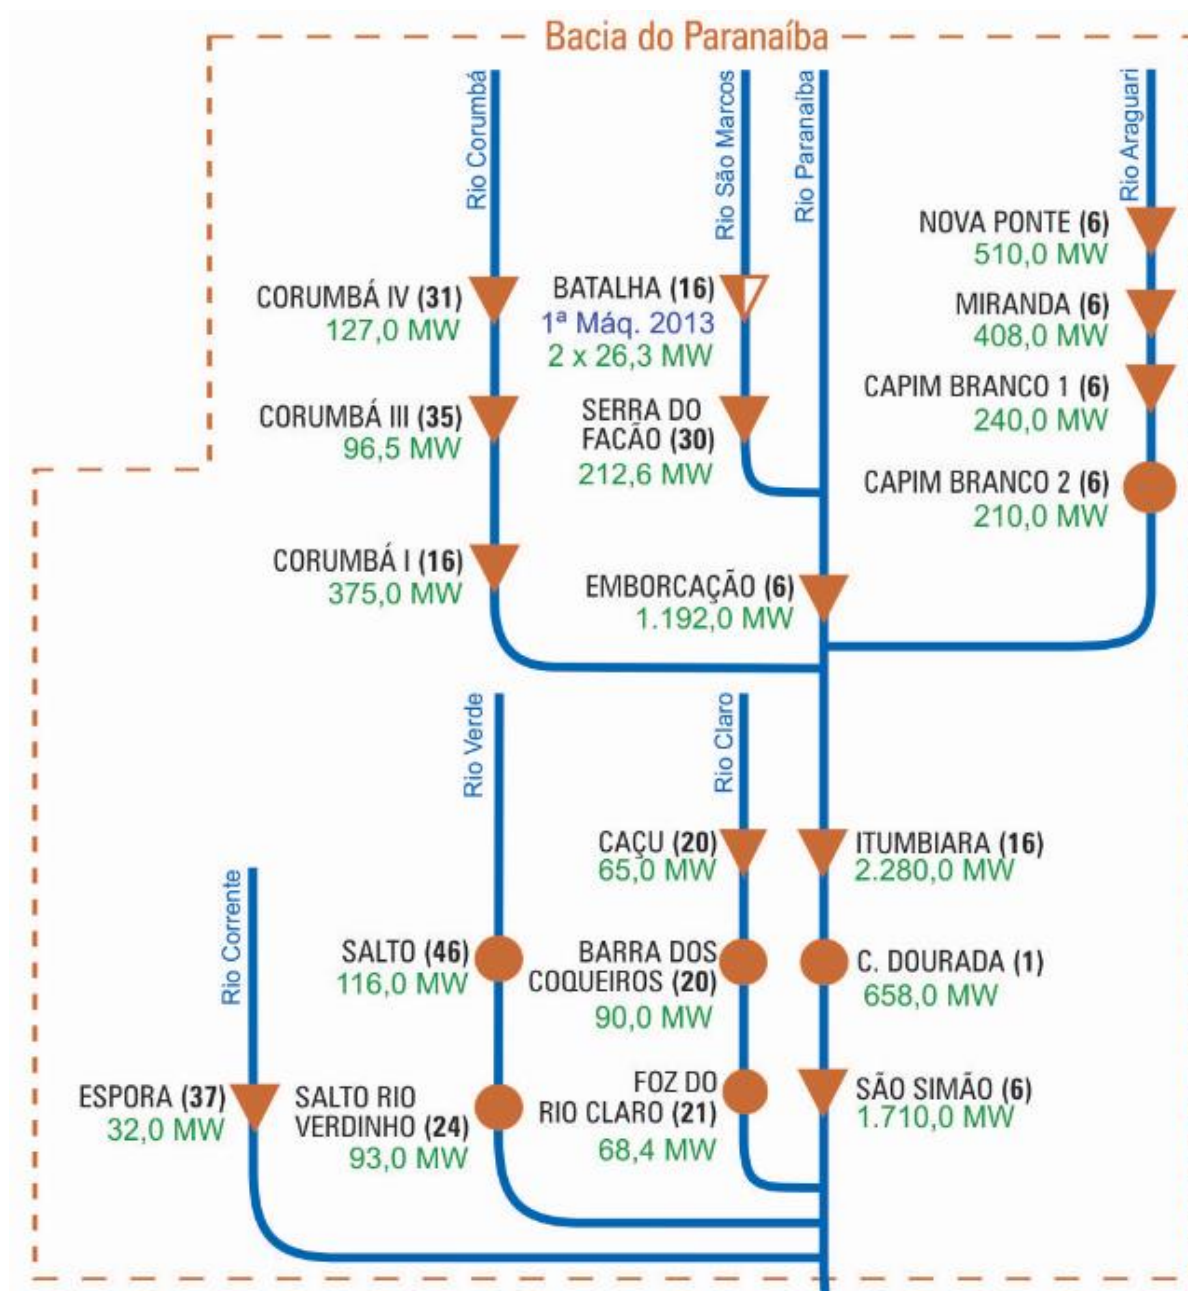 Bacia do Paranaíba
Rio Corumbá
Rio São Marcos
Rio Paranaíba
Rio Araguari
NOVA PONTE (6)
510,0 MW
CORUMBÁ IV (31)
127,0 MW
BATALHA (16)
1ª Máq. 2013
2 x 26,3 MW
MIRANDA (6)
408,0 MW
CAPIM BRANCO 1 (6)
240,0 MW
CORUMBÁ III (35)
96,5 MW
SERRA DO
FACÃO (30)
212,6 MW
CAPIM BRANCO 2 (6)
210,0 MW
CORUMBÁ I (16)
375,0 MW
EMBORCAÇÃO (6)
1.192,0 MW
Rio Verde
Rio Claro
CAÇU (20)
65,0 MW
ITUMBIARA (16)
2.280,0 MW
Rio Corrente
SALTO (46)
116,0 MW
BARRA DOS
COQUEIROS (20)
90,0 MW
C. DOURADA (1)
658,0 MW
ESPORA (37)
32,0 MW
SALTO RIO
VERDINHO (24)
93,0 MW
FOZ DO
RIO CLARO (21)
68,4 MW
SÃO SIMÃO (6)
1.710,0 MW